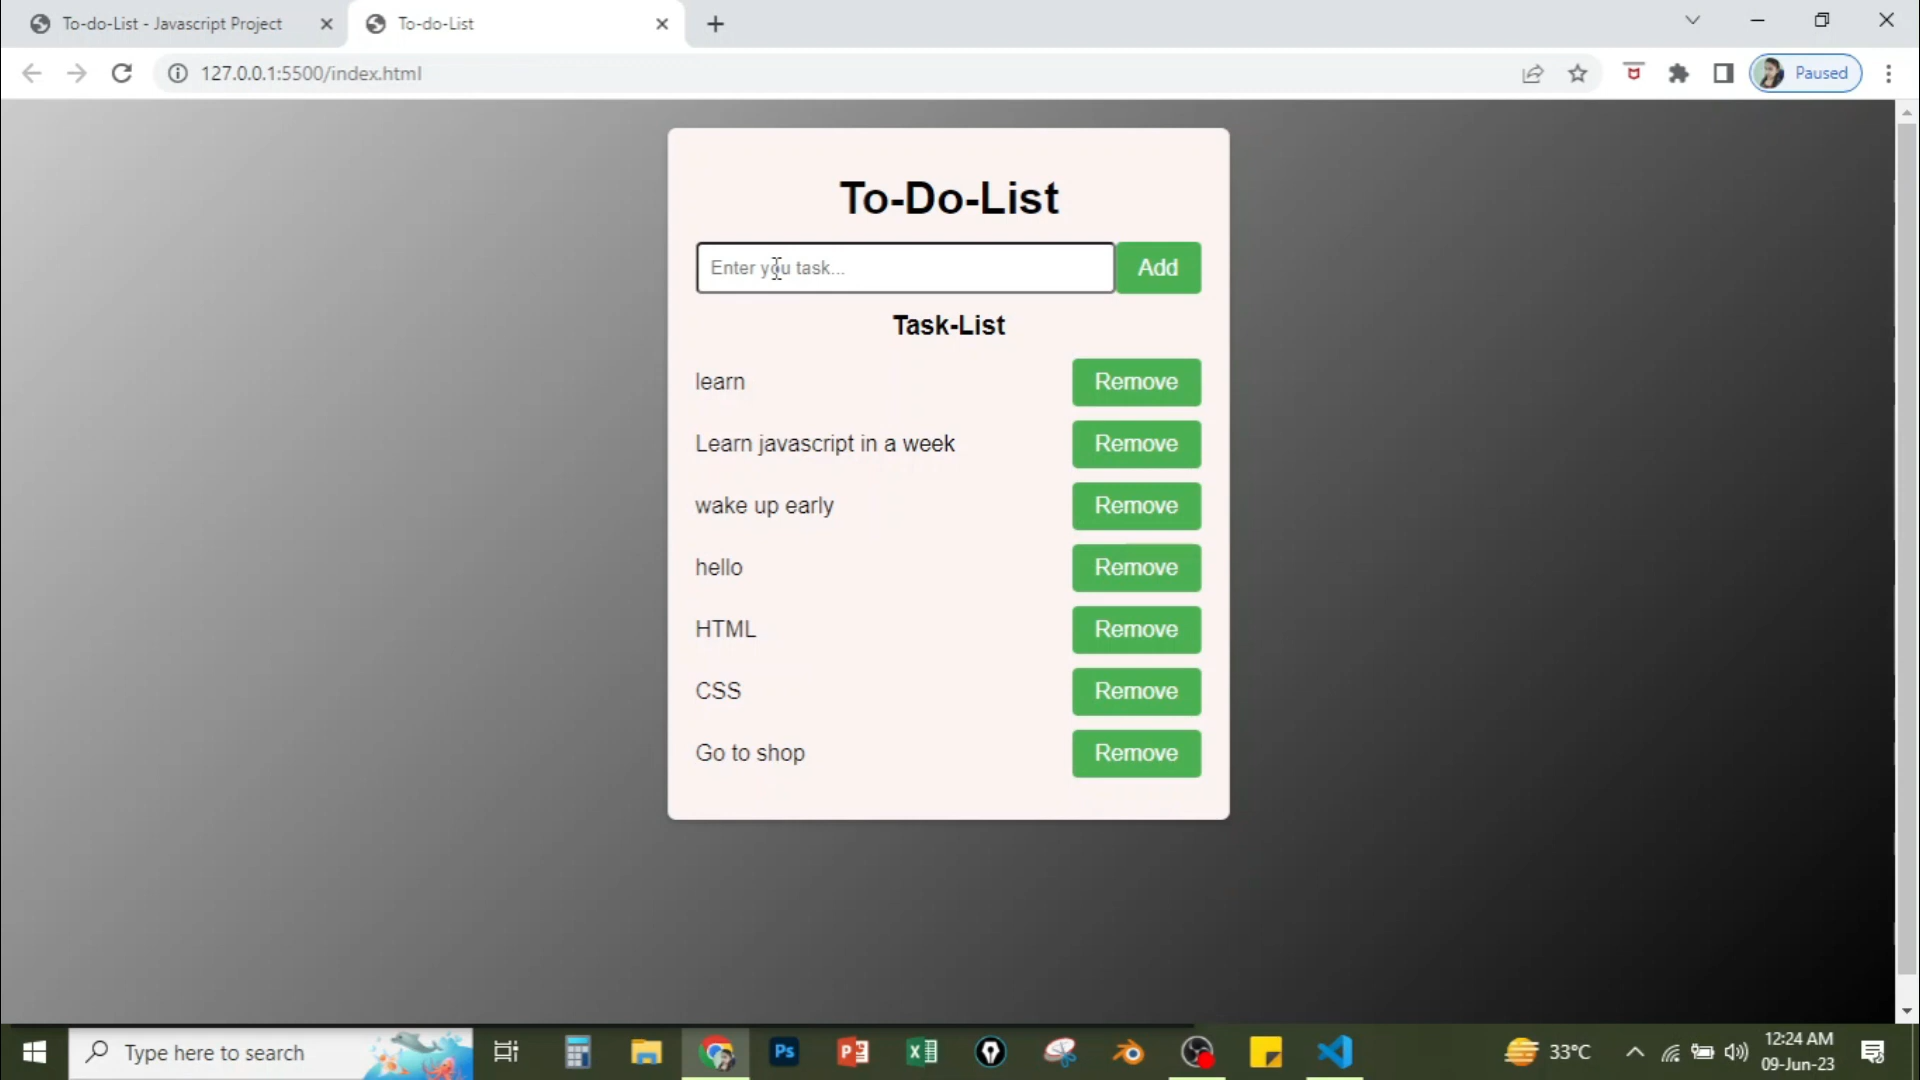 To-do-List - Javascript Project
To-do-List
127.0.0.1:5500/index.html
Paused
To-Do-List
Enter you task...
Add
Task-List
learn
Remove
Learn javascript in a week
Remove
wake up early
Remove
hello
Remove
HTML
Remove
CSS
Remove
Go to shop
Remove
Type here to search
Ps
33°C
12:24 AM
09-Jun-23